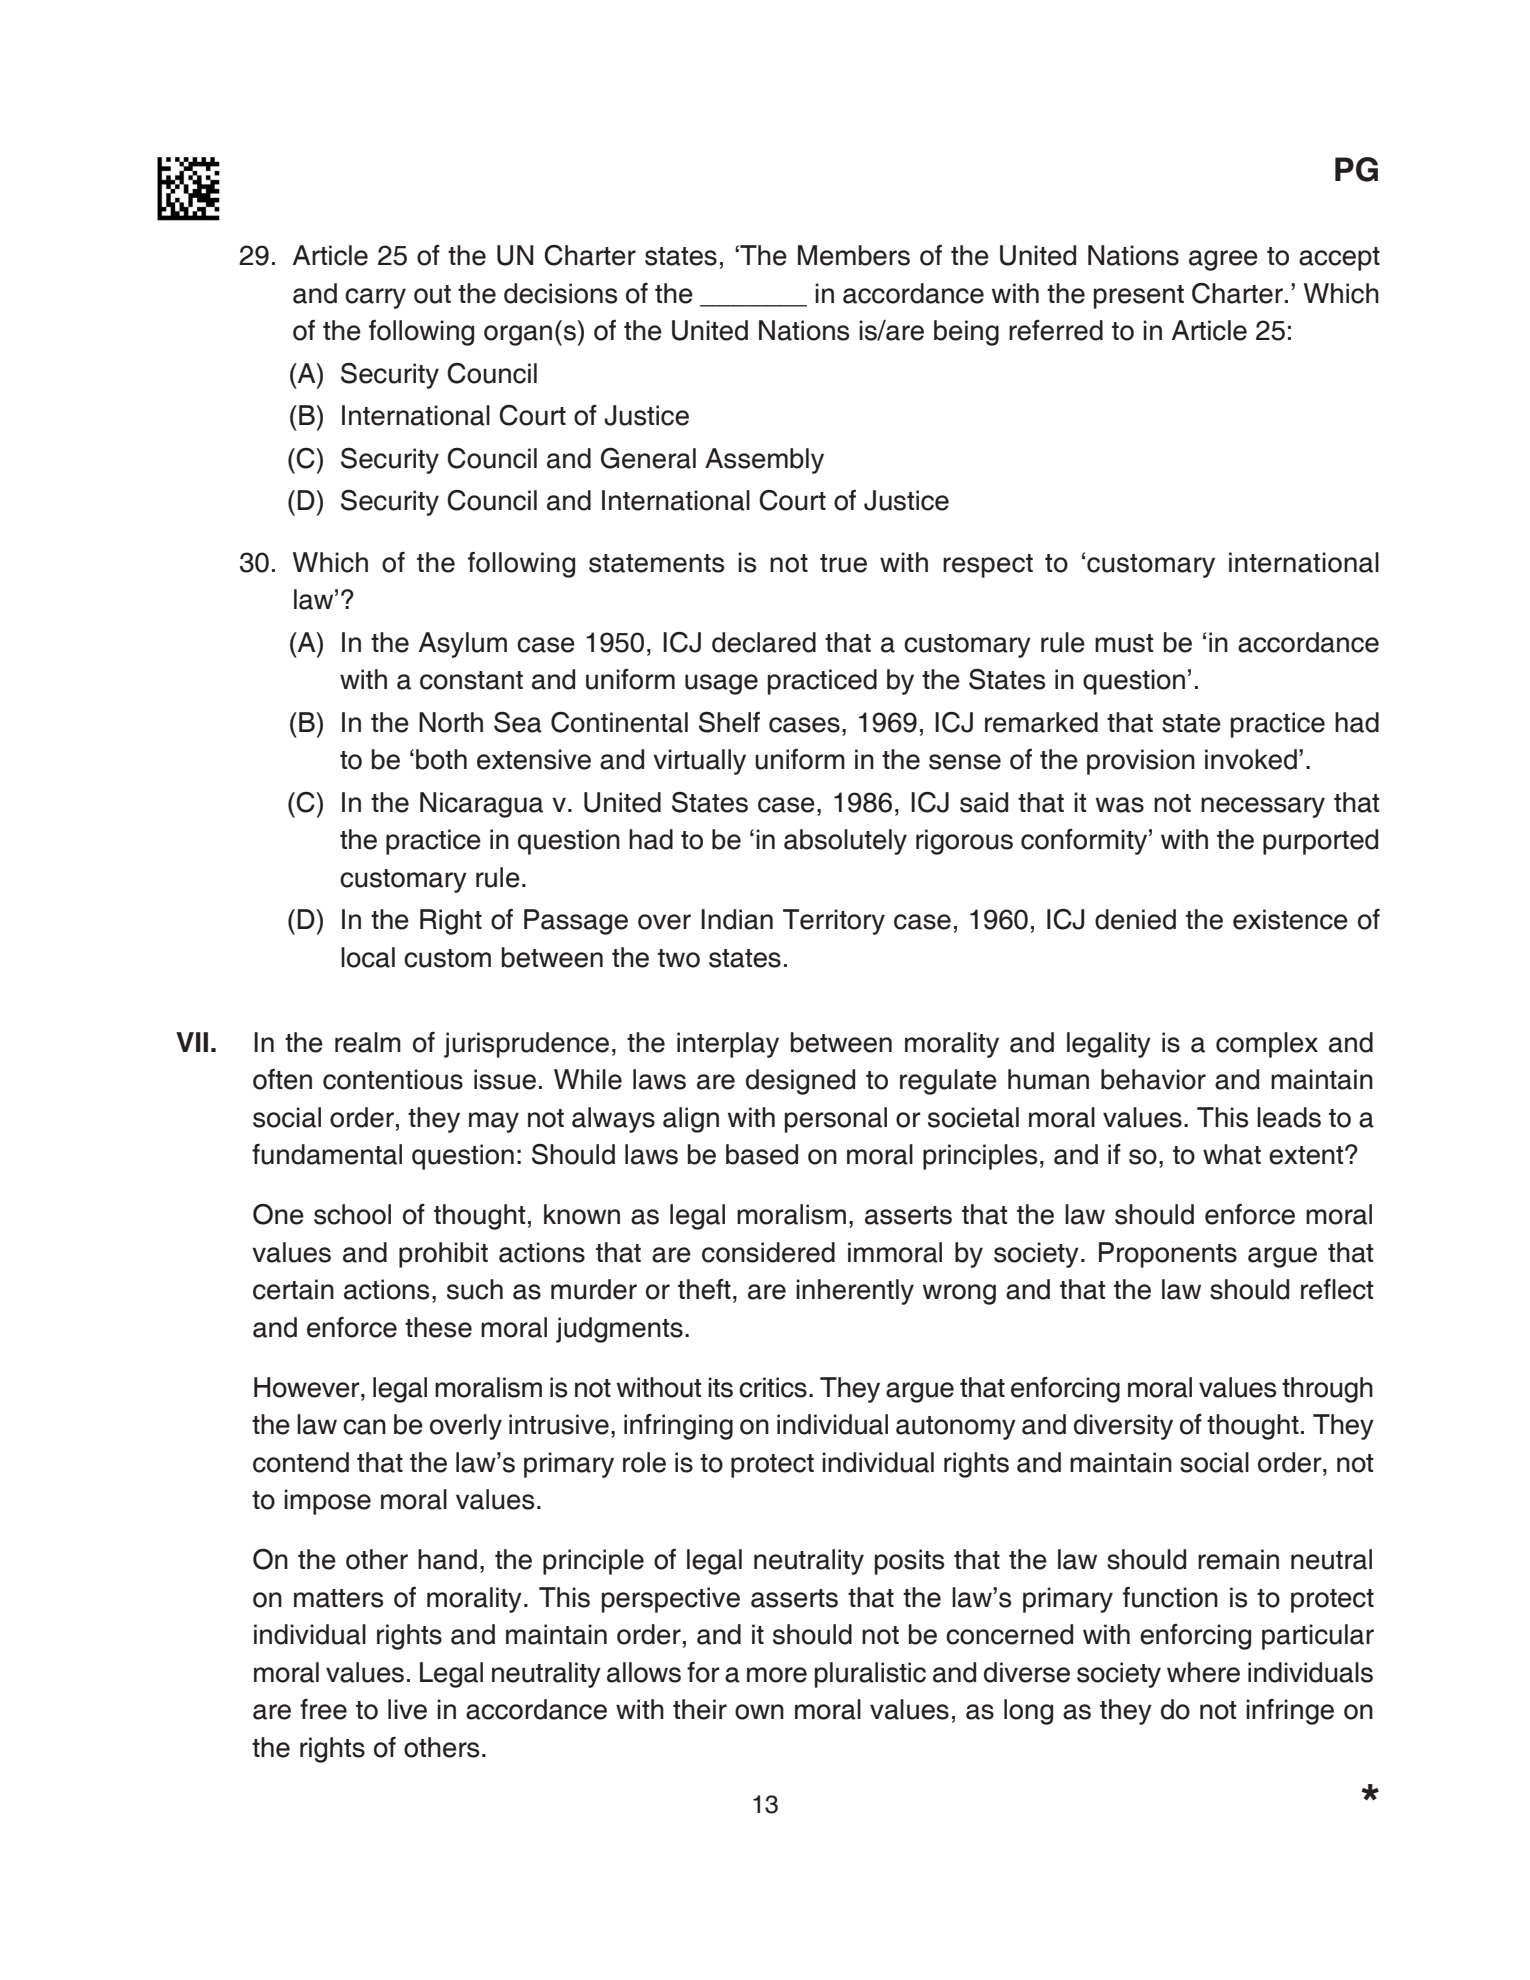 PG
29. Article 25 of the UN Charter states, ‘The Members of the United Nations agree to accept
and carry out the decisions of the _______ in accordance with the present Charter.’ Which
of the following organ(s) of the United Nations is/are being referred to in Article 25:
(A) Security Council
(B) International Court of Justice
(C) Security Council and General Assembly
(D) Security Council and International Court of Justice
30. Which of the following statements is not true with respect to ‘customary international
law’?
(A) In the Asylum case 1950, ICJ declared that a customary rule must be ‘in accordance
with a constant and uniform usage practiced by the States in question’.
(B) In the North Sea Continental Shelf cases, 1969, ICJ remarked that state practice had
to be ‘both extensive and virtually uniform in the sense of the provision invoked’.
(C) In the Nicaragua v. United States case, 1986, ICJ said that it was not necessary that
the practice in question had to be ‘in absolutely rigorous conformity’ with the purported
customary rule.
(D) In the Right of Passage over Indian Territory case, 1960, ICJ denied the existence of
local custom between the two states.
VII. In the realm of jurisprudence, the interplay between morality and legality is a complex and
often contentious issue. While laws are designed to regulate human behavior and maintain
social order, they may not always align with personal or societal moral values. This leads to a
fundamental question: Should laws be based on moral principles, and if so, to what extent?
One school of thought, known as legal moralism, asserts that the law should enforce moral
values and prohibit actions that are considered immoral by society. Proponents argue that
certain actions, such as murder or theft, are inherently wrong and that the law should reflect
and enforce these moral judgments.
However, legal moralism is not without its critics. They argue that enforcing moral values through
the law can be overly intrusive, infringing on individual autonomy and diversity of thought. They
contend that the law’s primary role is to protect individual rights and maintain social order, not
to impose moral values.
On the other hand, the principle of legal neutrality posits that the law should remain neutral
on matters of morality. This perspective asserts that the law’s primary function is to protect
individual rights and maintain order, and it should not be concerned with enforcing particular
moral values. Legal neutrality allows for a more pluralistic and diverse society where individuals
are free to live in accordance with their own moral values, as long as they do not infringe on
the rights of others.
13 *